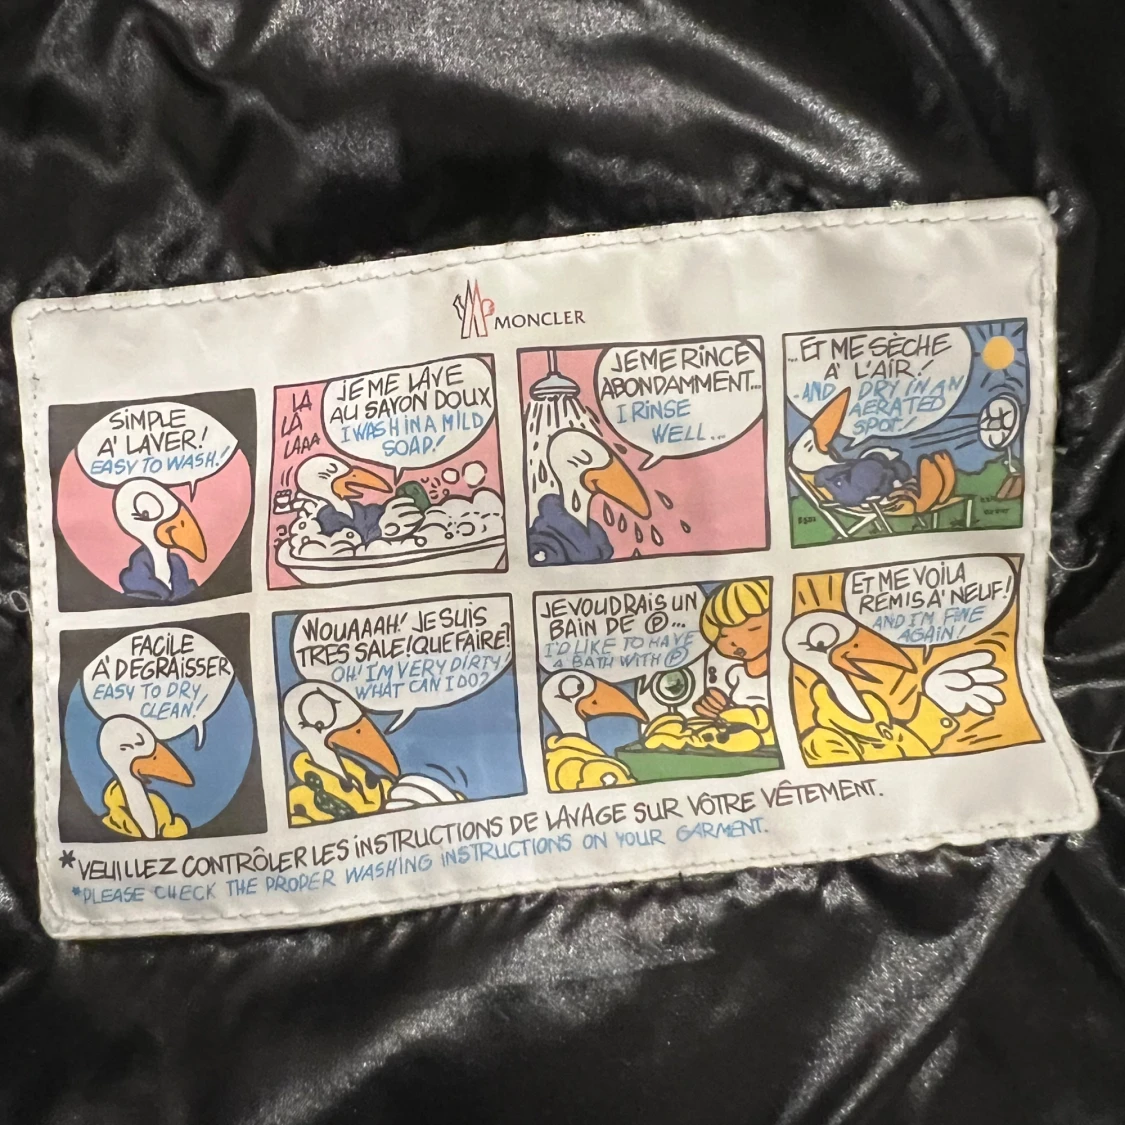 MONCLER
SIMPLE
A' LAVER!
EASY TO WASH!
LA
LA
LAAA
JE ME LAVE
AU SAYON DOUX
I WASH IN A MILD
SOAP!
JE ME RINCE
ABONDAMMENT...
I RINSE
WELL...
...ET ME SÈCHE
A' L'AIR!
..AND DRY IN AN
AERATED
SPOT!
FACILE
A' DEGRAISSER
EASY TO DRY,
CLEAN!
WOUAAAH! JE SUIS
TRES SALE! QUE FAIRE?
OH! I'M VERY DIRTY!
WHAT CAN I DO?
JE VOUDRAIS UN
BAIN DE Ⓟ...
I'D LIKE TO HAVE
A BATH WITH Ⓟ
ET ME VOILA
REMIS A' NEUF!
AND I'M FINE
AGAIN!
*VEUILLEZ CONTRÔLER LES INSTRUCTIONS DE LAVAGE SUR VÔTRE VÊTEMENT.
*PLEASE CHECK THE PROPER WASHING INSTRUCTIONS ON YOUR GARMENT.